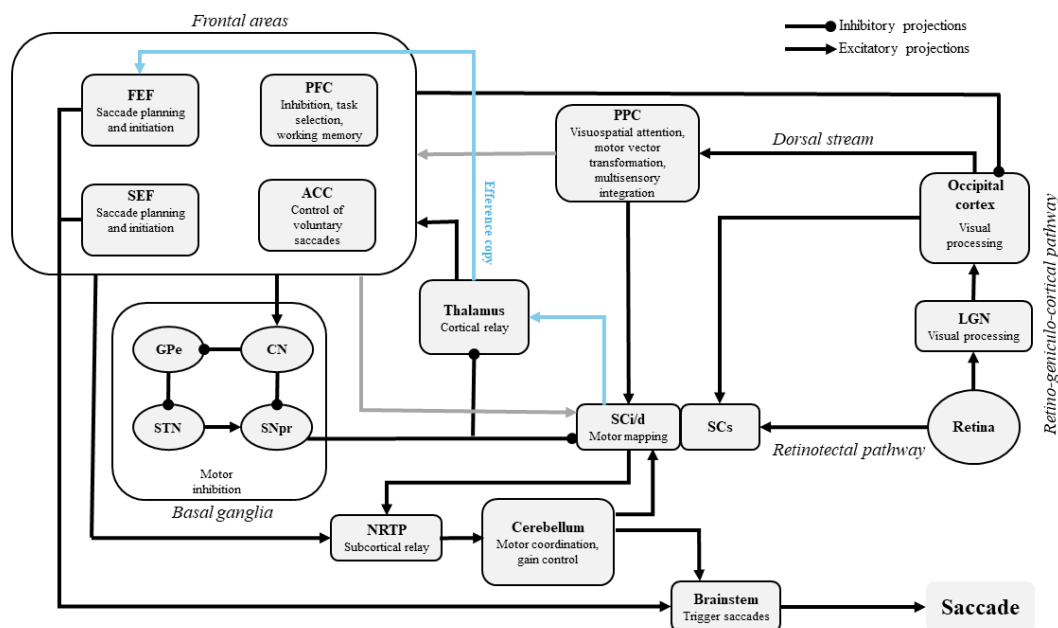 Frontal areas
Inhibitory projections
Excitatory projections
FEF
Saccade planning
and initiation
PFC
Inhibition, task
selection,
working memory
SEF
Saccade planning
and initiation
ACC
Control of
voluntary
saccades
Efference copy
PPC
Visuospatial attention,
motor vector
transformation,
multisensory
integration
Dorsal stream
Occipital
cortex
Visual
processing
Retino-geniculo-cortical pathway
LGN
Visual processing
Thalamus
Cortical relay
GPe
CN
STN
SNpr
Motor
inhibition
Basal ganglia
SCi/d
Motor mapping
SCs
Retinotectal pathway
Retina
NRTP
Subcortical relay
Cerebellum
Motor coordination,
gain control
Brainstem
Trigger saccades
Saccade